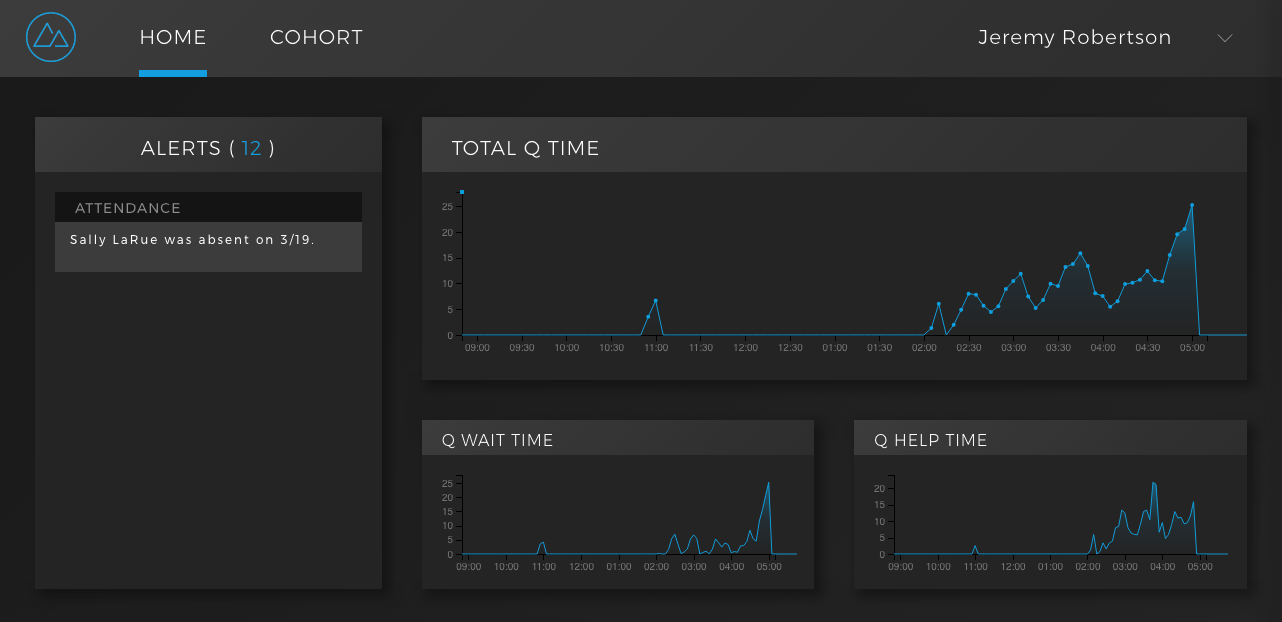 HOME COHORT Jeremy Robertson
ALERTS ( 12 )
ATTENDANCE
Sally LaRue was absent on 3/19.
TOTAL Q TIME
25
20
15
10
5
0
09:00 09:30 10:00 10:30 11:00 11:30 12:00 12:30 01:00 01:30 02:00 02:30 03:00 03:30 04:00 04:30 05:00
Q WAIT TIME
25
20
15
10
5
0
09:00 10:00 11:00 12:00 01:00 02:00 03:00 04:00 05:00
Q HELP TIME
20
15
10
5
0
09:00 10:00 11:00 12:00 01:00 02:00 03:00 04:00 05:00